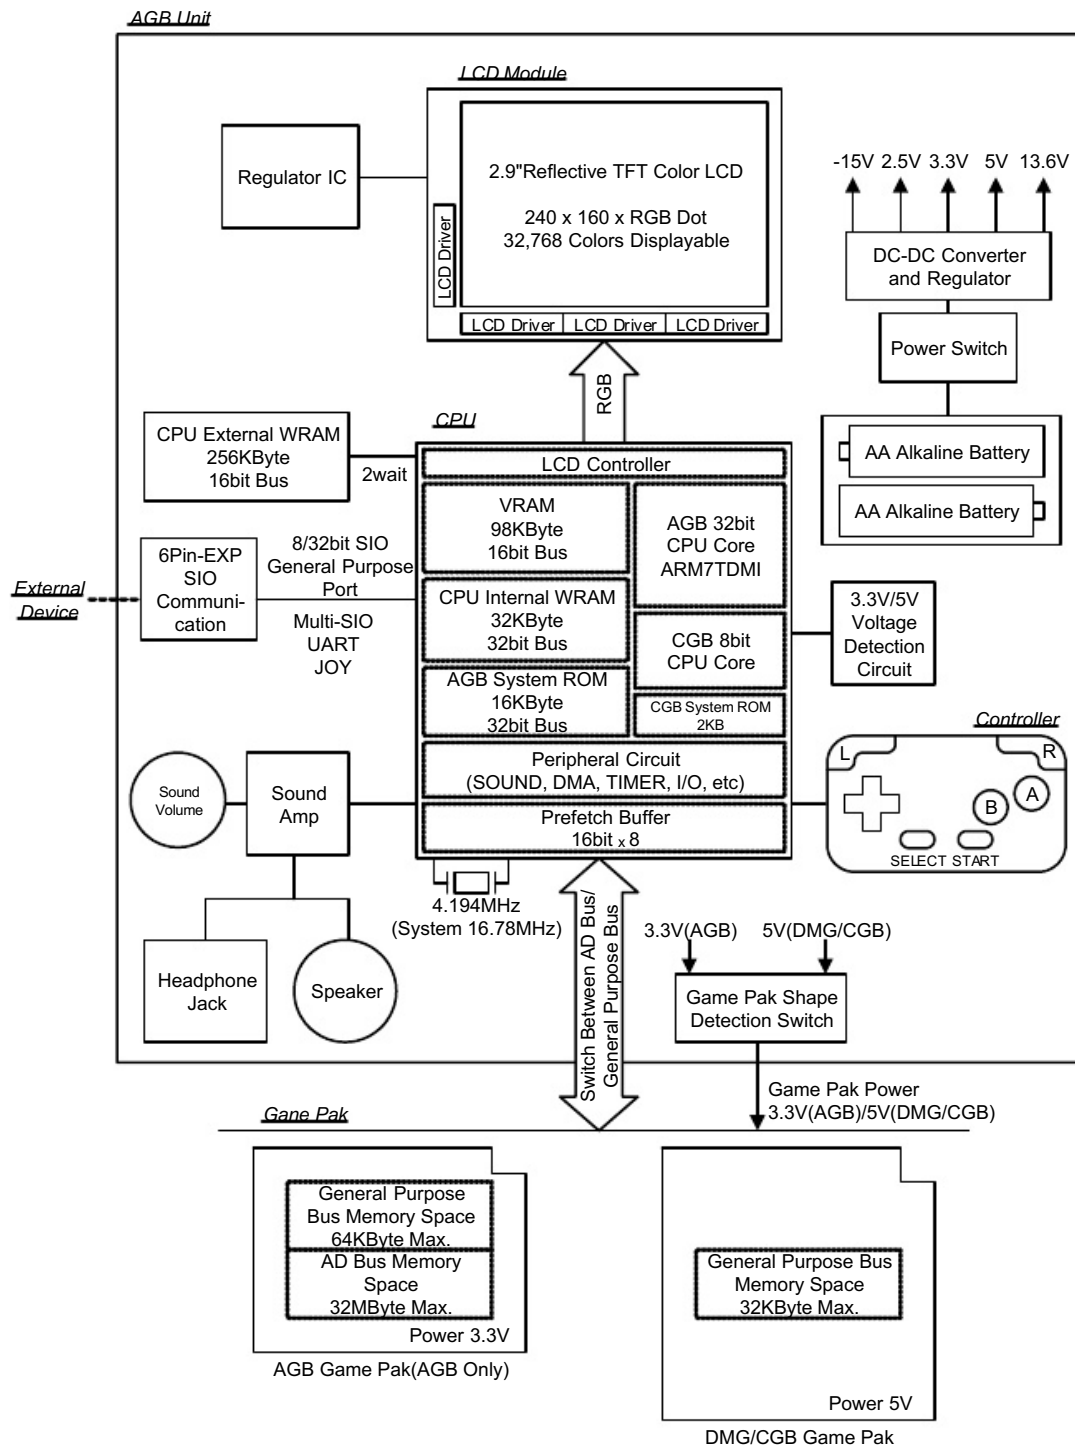 AGB Unit
LCD Module
Regulator IC
2.9"Reflective TFT Color LCD
240 x 160 x RGB Dot
32,768 Colors Displayable
LCD Driver
LCD Driver
LCD Driver
LCD Driver
-15V
2.5V
3.3V
5V
13.6V
DC-DC Converter
and Regulator
Power Switch
AA Alkaline Battery
AA Alkaline Battery
RGB
CPU
CPU External WRAM
256KByte
16bit Bus
2wait
LCD Controller
VRAM
98KByte
16bit Bus
AGB 32bit
CPU Core
ARM7TDMI
External
Device
6Pin-EXP
SIO
Communi-
cation
8/32bit SIO
General Purpose
Port
Multi-SIO
UART
JOY
CPU Internal WRAM
32KByte
32bit Bus
CGB 8bit
CPU Core
3.3V/5V
Voltage
Detection
Circuit
AGB System ROM
16KByte
32bit Bus
CGB System ROM
2KB
Controller
L
R
A
B
SELECT START
Peripheral Circuit
(SOUND, DMA, TIMER, I/O, etc)
Prefetch Buffer
16bit x 8
Sound
Volume
Sound
Amp
4.194MHz
(System 16.78MHz)
Headphone
Jack
Speaker
Switch Between AD Bus/
General Purpose Bus
3.3V(AGB)
5V(DMG/CGB)
Game Pak Shape
Detection Switch
Game Pak Power
3.3V(AGB)/5V(DMG/CGB)
Gane Pak
General Purpose
Bus Memory Space
64KByte Max.
AD Bus Memory
Space
32MByte Max.
Power 3.3V
AGB Game Pak(AGB Only)
General Purpose Bus
Memory Space
32KByte Max.
Power 5V
DMG/CGB Game Pak